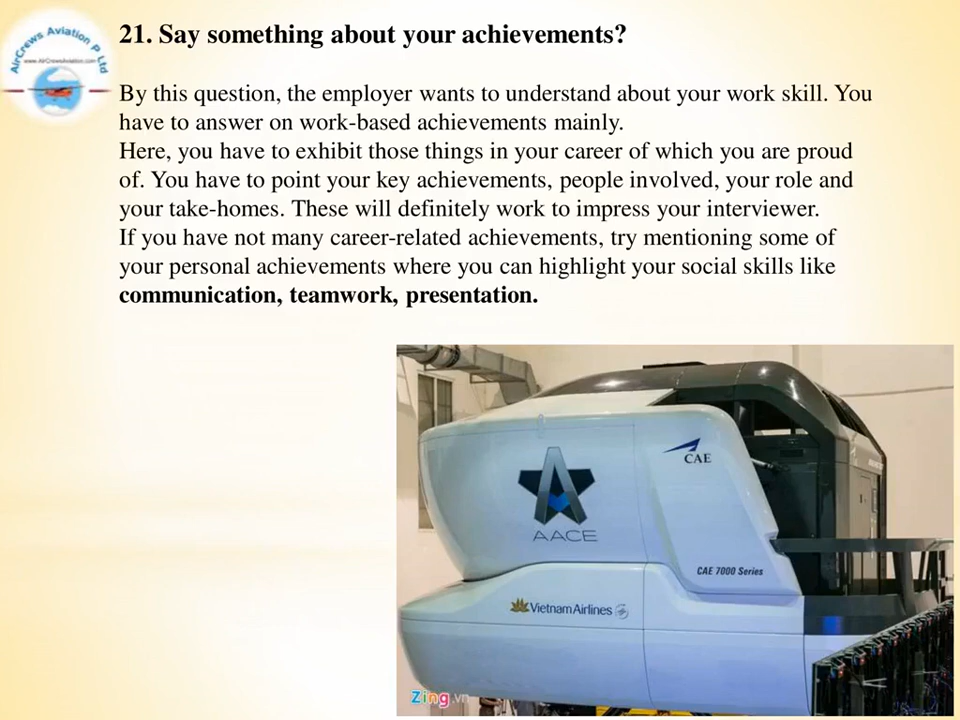 AirCrews Aviation P Ltd
www.AirCrewsAviation.com
21. Say something about your achievements?
By this question, the employer wants to understand about your work skill. You
have to answer on work-based achievements mainly.
Here, you have to exhibit those things in your career of which you are proud
of. You have to point your key achievements, people involved, your role and
your take-homes. These will definitely work to impress your interviewer.
If you have not many career-related achievements, try mentioning some of
your personal achievements where you can highlight your social skills like
communication, teamwork, presentation.
CAE
AACE
CAE 7000 Series
Vietnam Airlines
Zing.vn